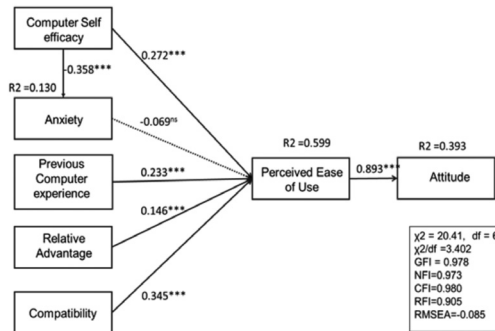 Computer Self
efficacy
0.272***
-0.358***
R2 =0.130
Anxiety
-0.069ns
R2 =0.599
R2 =0.393
Previous
Computer
experience
0.233***
Perceived Ease
of Use
0.893***
Attitude
0.146***
Relative
Advantage
0.345***
Compatibility
χ2 = 20.41, df = 6
χ2/df =3.402
GFI = 0.978
NFI=0.973
CFI=0.980
RFI=0.905
RMSEA=-0.085